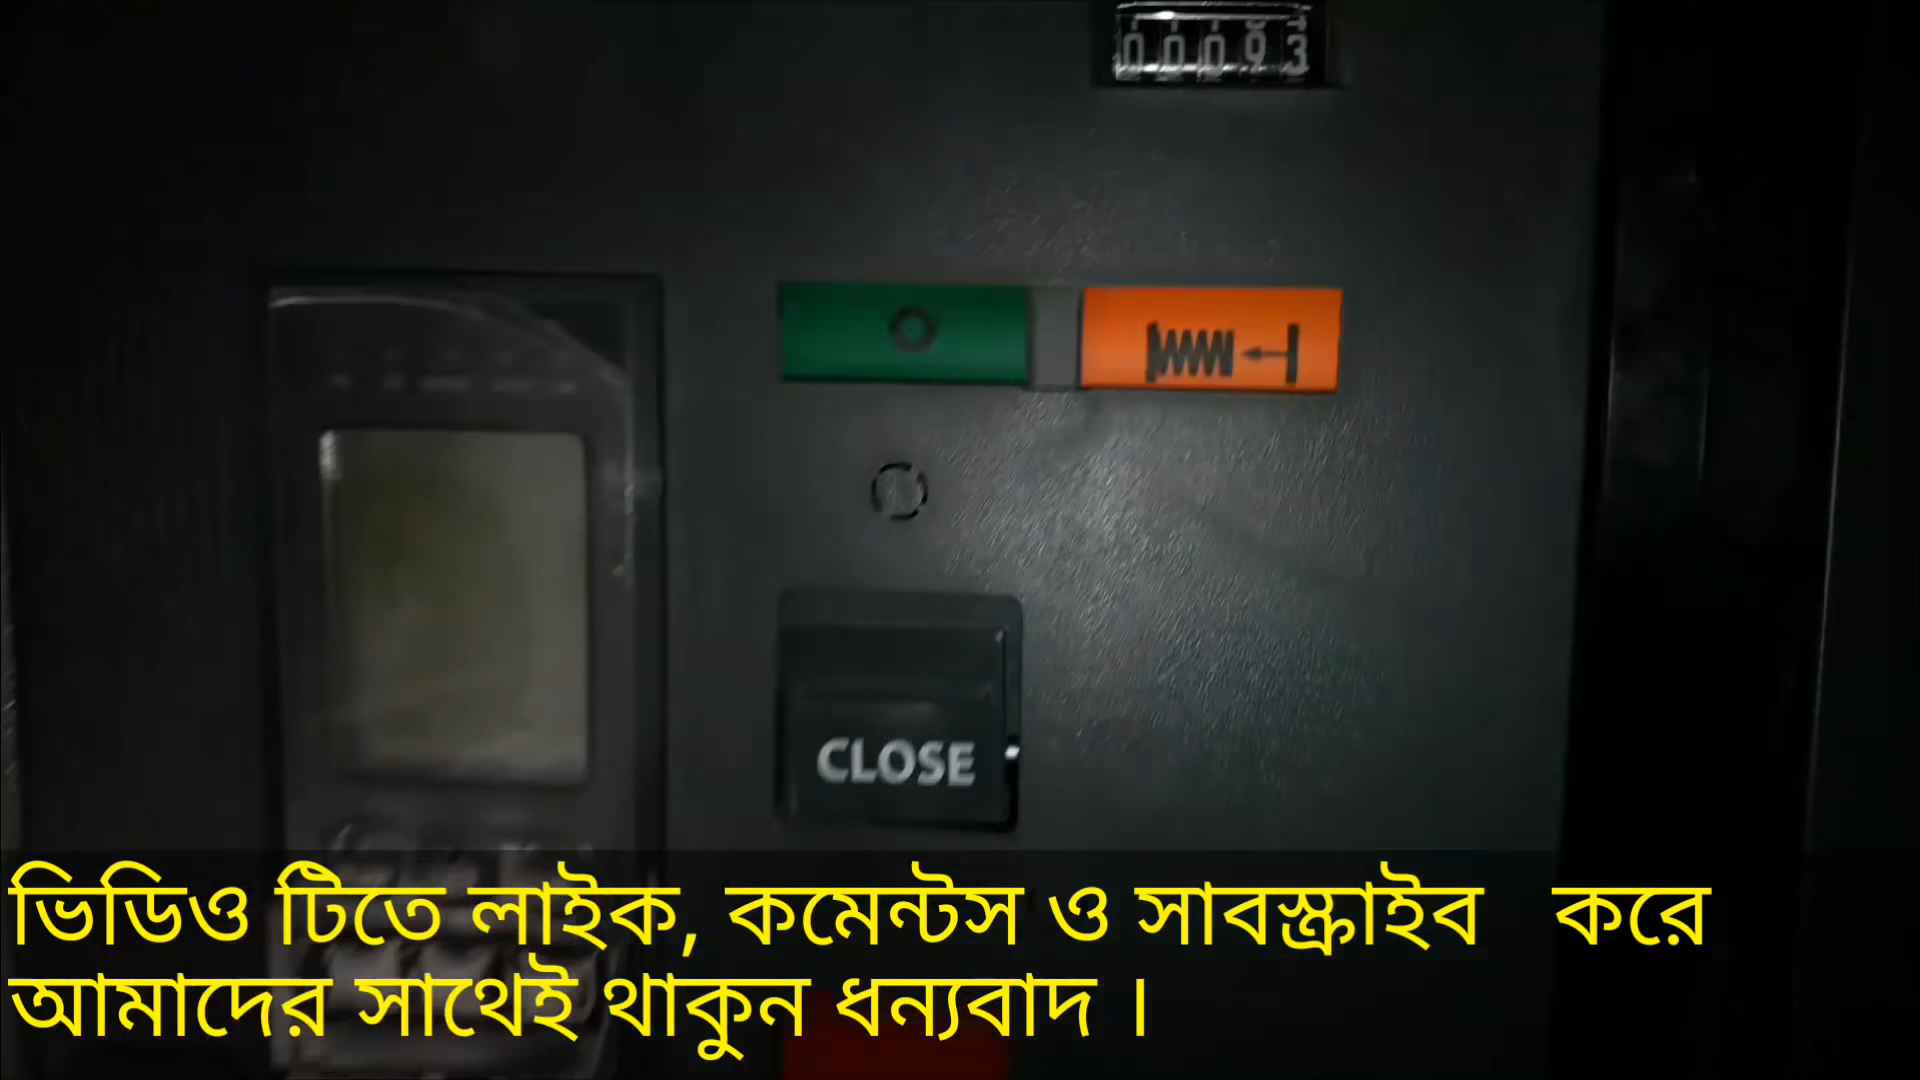 00093
CLOSE
ভিডিও টিতে লাইক, কমেন্টস ও সাবস্ক্রাইব করে
আমাদের সাথেই থাকুন ধন্যবাদ ।